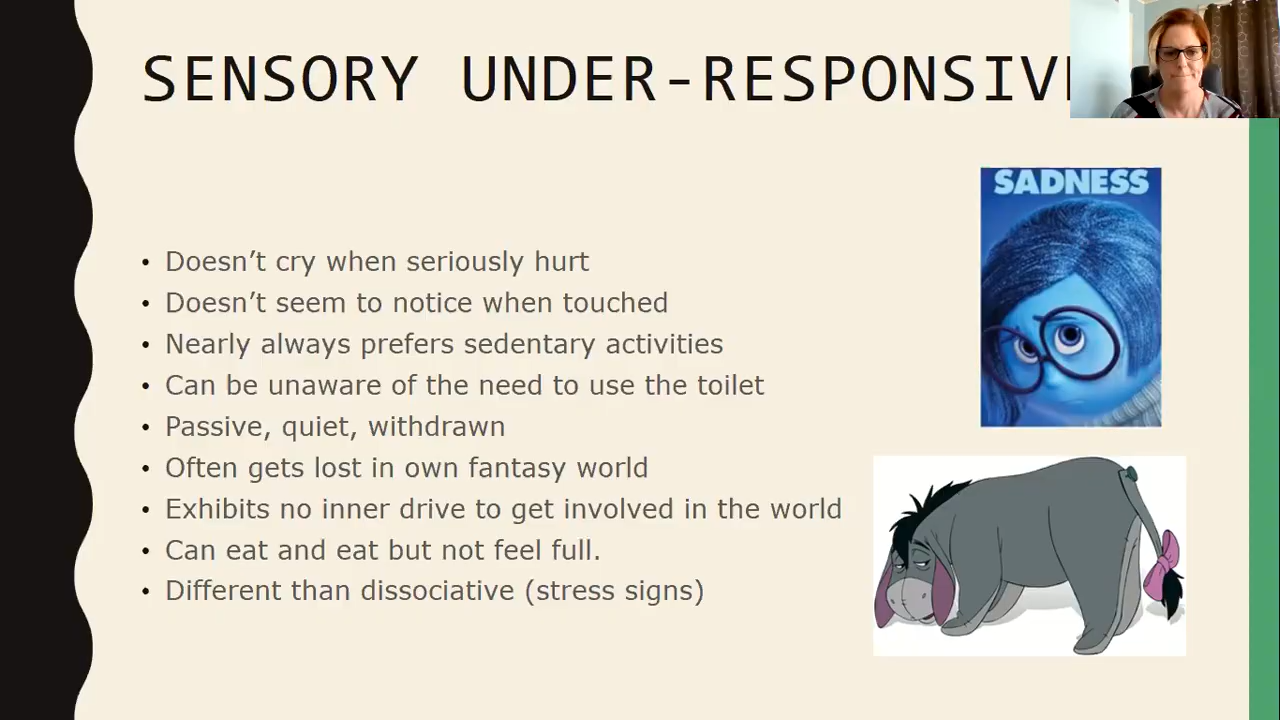 SENSORY UNDER-RESPONSIV
SADNESS
• Doesn’t cry when seriously hurt
• Doesn’t seem to notice when touched
• Nearly always prefers sedentary activities
• Can be unaware of the need to use the toilet
• Passive, quiet, withdrawn
• Often gets lost in own fantasy world
• Exhibits no inner drive to get involved in the world
• Can eat and eat but not feel full.
• Different than dissociative (stress signs)